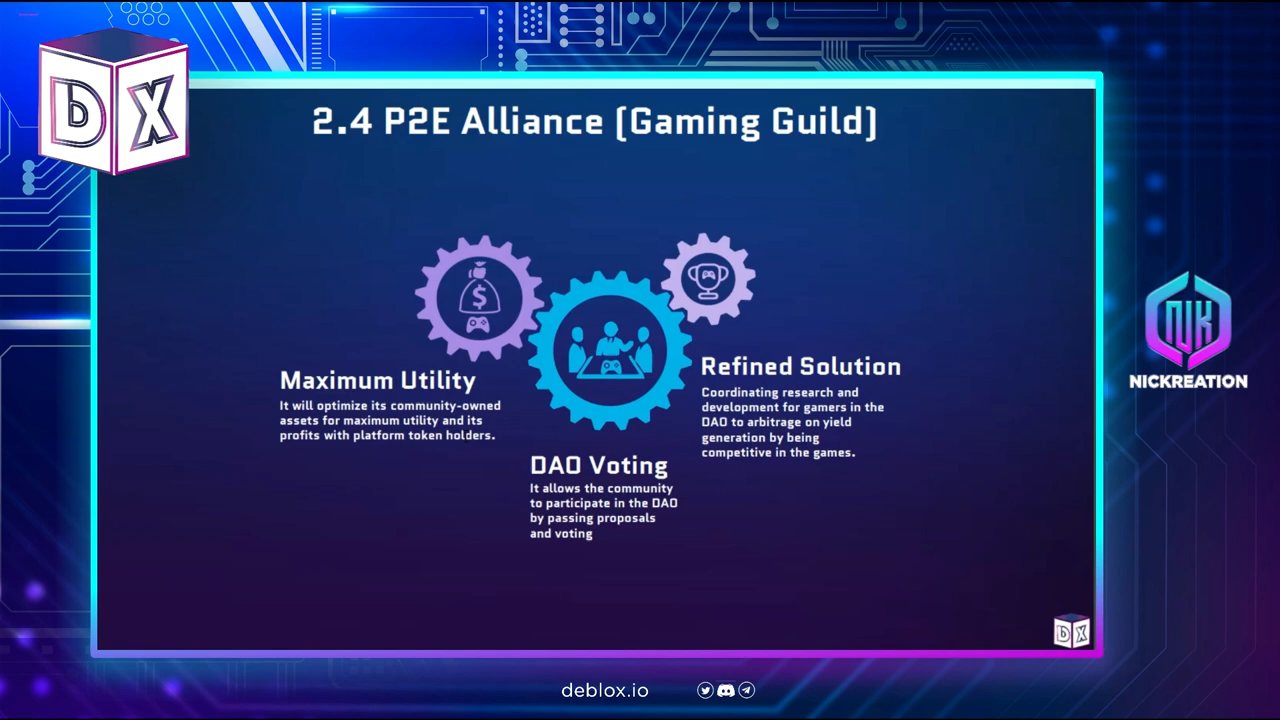 D X
2.4 P2E Alliance (Gaming Guild)
$
Maximum Utility
It will optimize its community-owned
assets for maximum utility and its
profits with platform token holders.
DAO Voting
It allows the community
to participate in the DAO
by passing proposals
and voting
Refined Solution
Coordinating research and
development for gamers in the
DAO to arbitrage on yield
generation by being
competitive in the games.
NICKREATION
D X
deblox.io